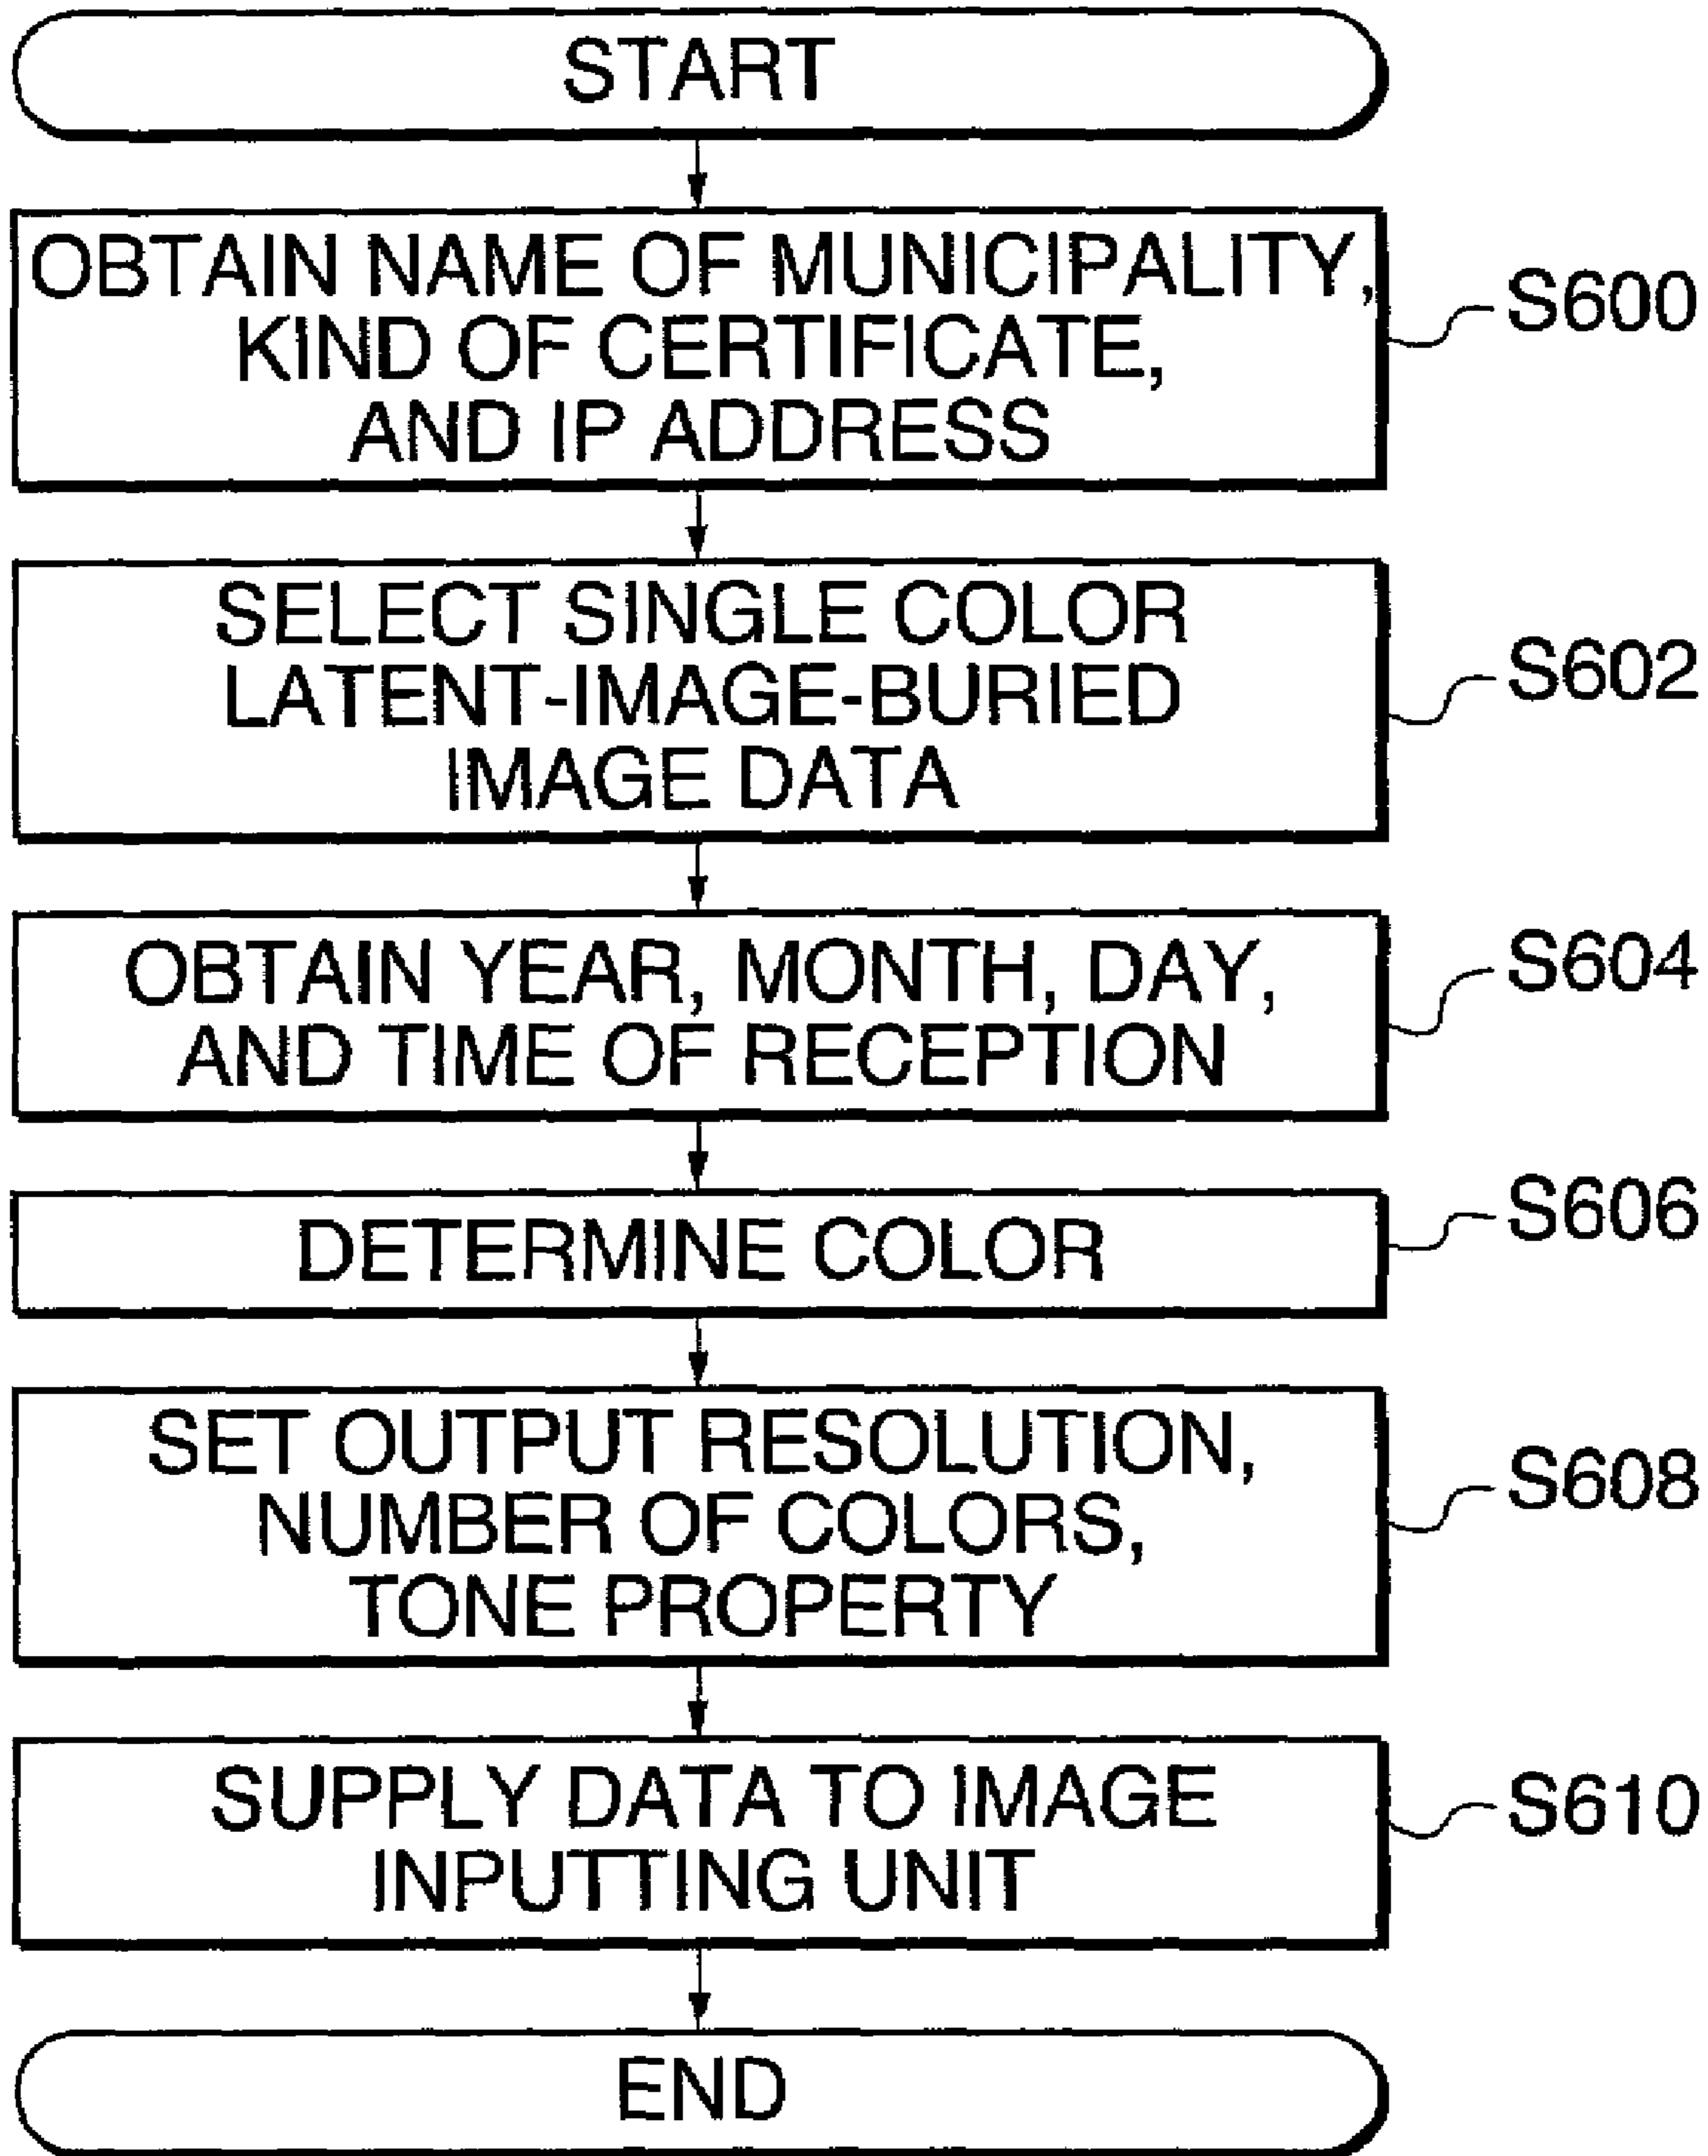 START
OBTAIN NAME OF MUNICIPALITY,
KIND OF CERTIFICATE,
AND IP ADDRESS
S600
SELECT SINGLE COLOR
LATENT-IMAGE-BURIED
IMAGE DATA
S602
OBTAIN YEAR, MONTH, DAY,
AND TIME OF RECEPTION
S604
DETERMINE COLOR
S606
SET OUTPUT RESOLUTION,
NUMBER OF COLORS,
TONE PROPERTY
S608
SUPPLY DATA TO IMAGE
INPUTTING UNIT
S610
END